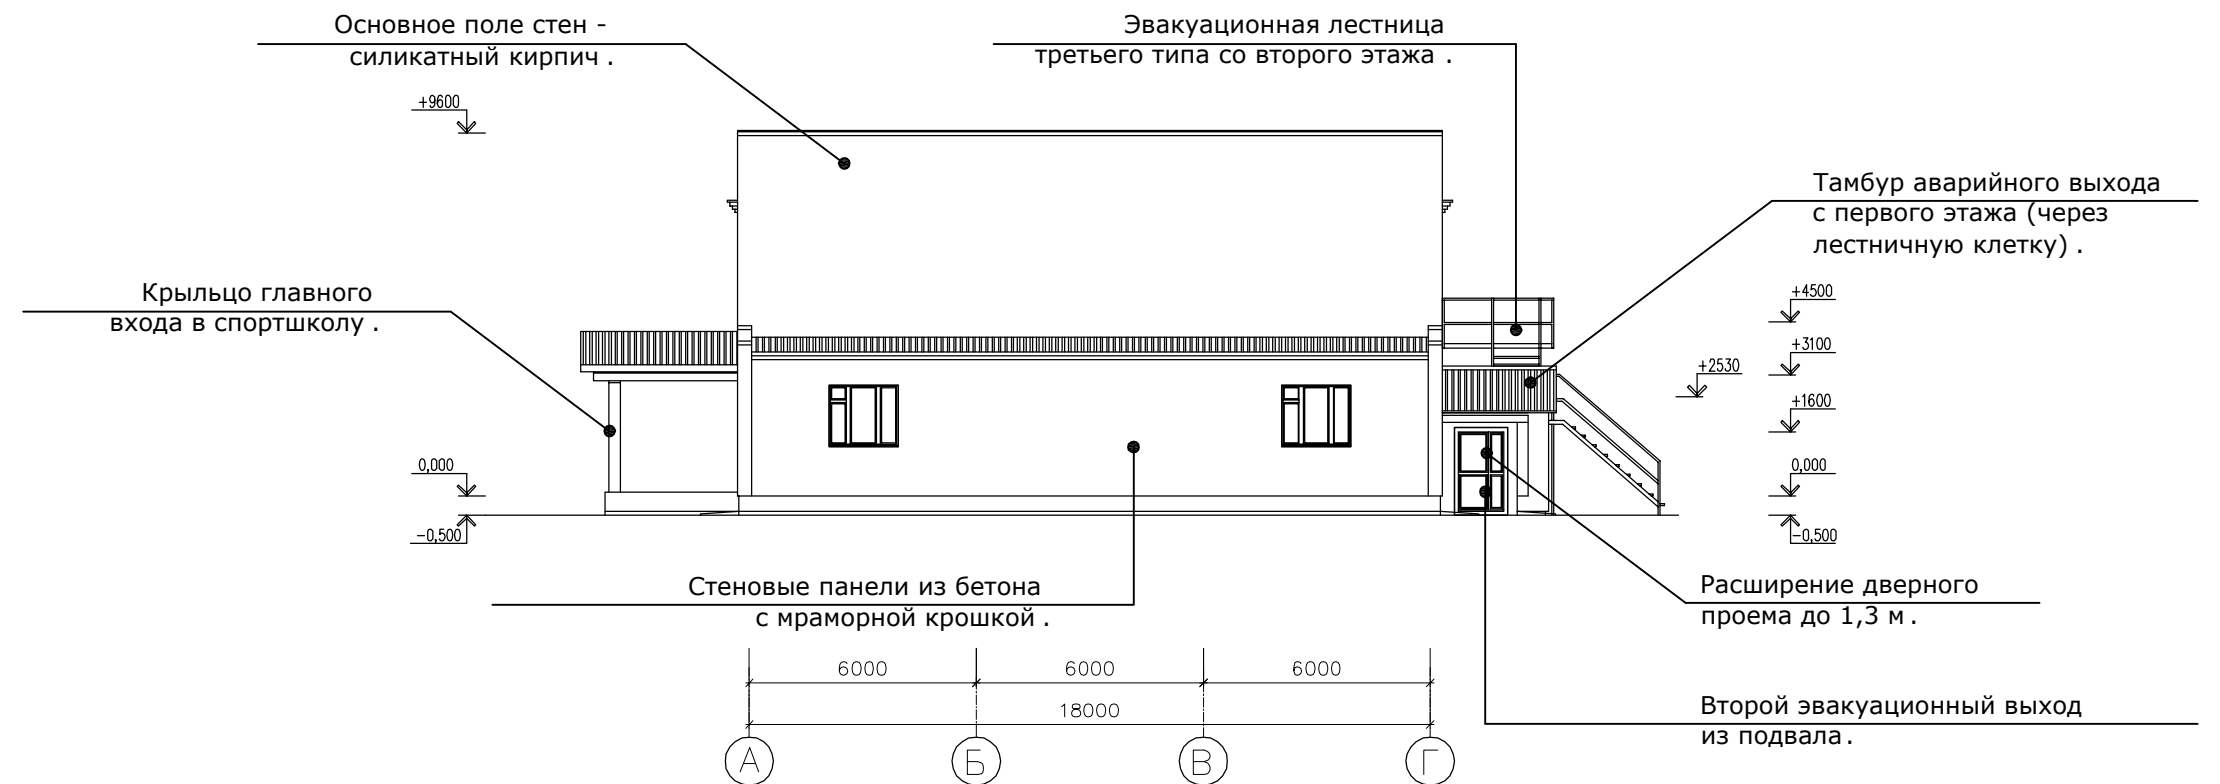 Основное поле стен -
силикатный кирпич .
Эвакуационная лестница
третьего типа со второго этажа .
+9600
Тамбур аварийного выхода
с первого этажа (через
лестничную клетку) .
Крыльцо главного
входа в спортшколу .
+4500
+3100
+2530
+1600
0,000
0,000
-0,500
-0,500
Стеновые панели из бетона
с мраморной крошкой .
Расширение дверного
проема до 1,3 м .
6000
6000
6000
18000
Второй эвакуационный выход
из подвала .
А
Б
В
Г